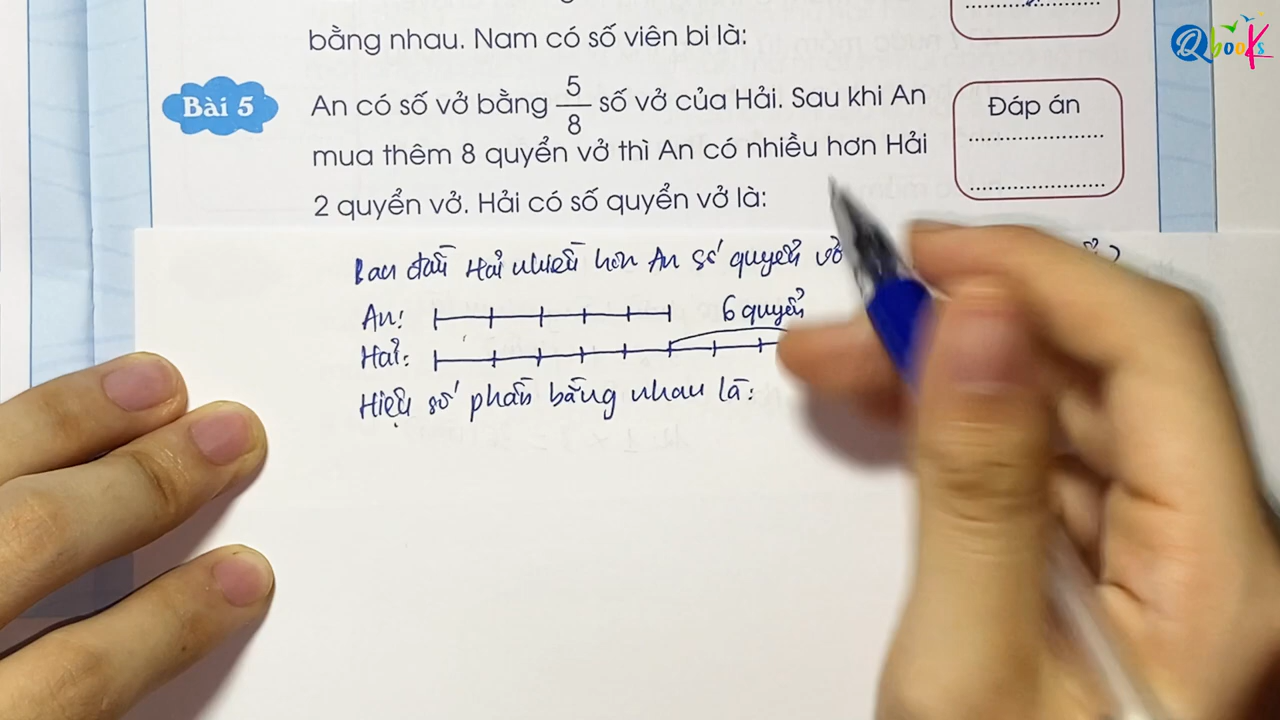 Qbooks
bằng nhau. Nam có số viên bi là:
Bài 5
An có số vở bằng 5/8 số vở của Hải. Sau khi An
mua thêm 8 quyển vở thì An có nhiều hơn Hải
2 quyển vở. Hải có số quyển vở là:
Đáp án
Ban đầu Hải nhiều hơn An số quyển vở
An:
6 quyển
Hải:
Hiệu số phần bằng nhau là: